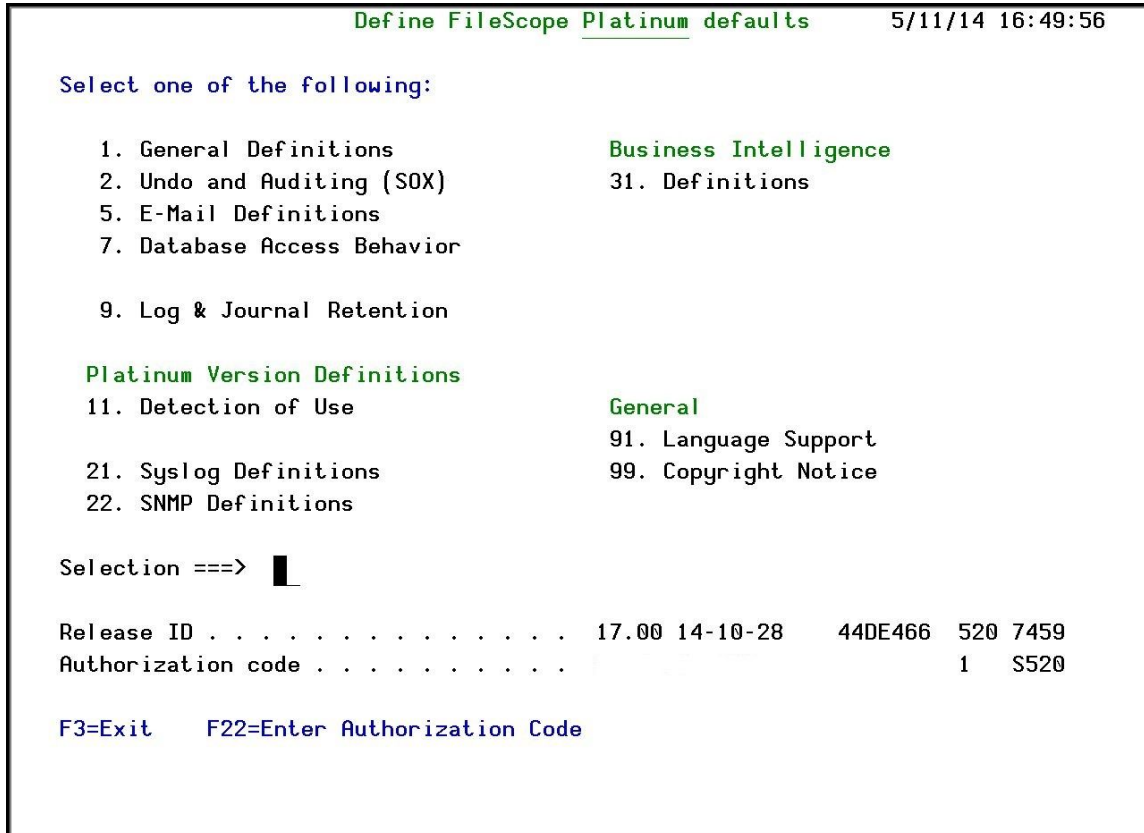 Define FileScope Platinum defaults 5/11/14 16:49:56
Select one of the following:
1. General Definitions Business Intelligence
2. Undo and Auditing (SOX) 31. Definitions
5. E-Mail Definitions
7. Database Access Behavior
9. Log & Journal Retention
Platinum Version Definitions
11. Detection of Use General
91. Language Support
21. Syslog Definitions 99. Copyright Notice
22. SNMP Definitions
Selection ===>
Release ID . . . . . . . . . . . . . . 17.00 14-10-28 44DE466 520 7459
Authorization code . . . . . . . . . . 1 S520
F3=Exit F22=Enter Authorization Code